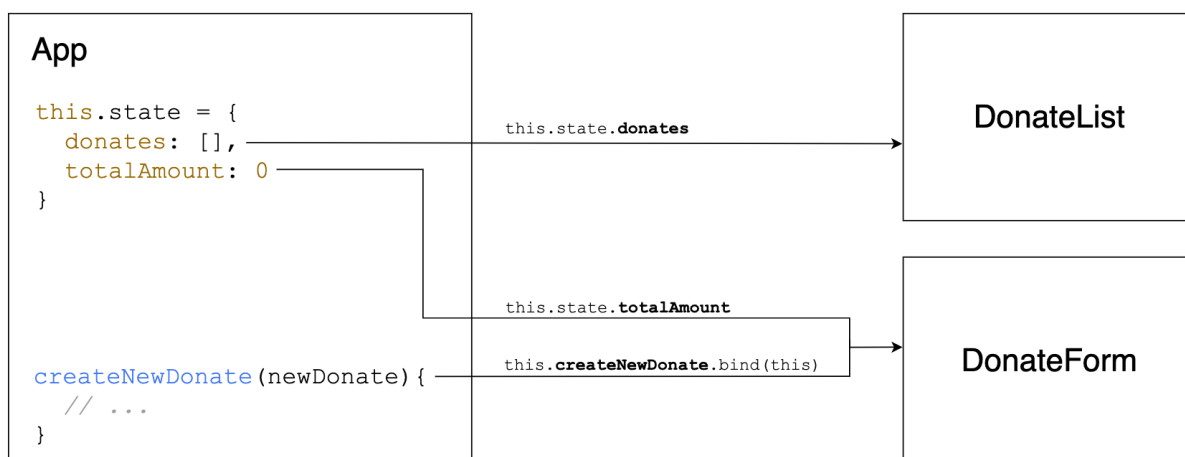 App
this.state = {
donates: [],
totalAmount: 0
}
createNewDonate(newDonate){
// ...
}
this.state.donates
this.state.totalAmount
this.createNewDonate.bind(this)
DonateList
DonateForm